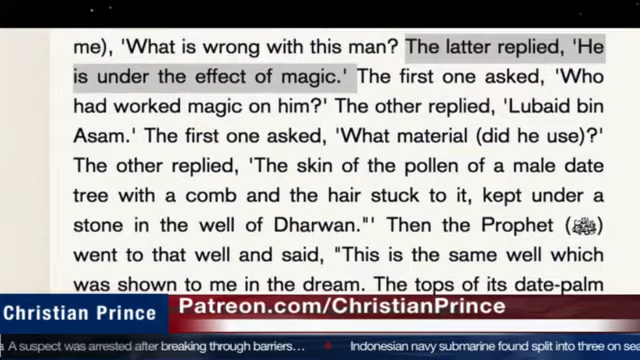 me), 'What is wrong with this man? The latter replied, 'He
is under the effect of magic.' The first one asked, 'Who
had worked magic on him?' The other replied, 'Lubaid bin
Asam.' The first one asked, 'What material (did he use)?'
The other replied, 'The skin of the pollen of a male date
tree with a comb and the hair stuck to it, kept under a
stone in the well of Dharwan."' Then the Prophet (ﷺ)
went to that well and said, "This is the same well which
was shown to me in the dream. The tops of its date-palm
Christian Prince
Patreon.com/ChristianPrince
A suspect was arrested after breaking through barriers... Indonesian navy submarine found split into three on